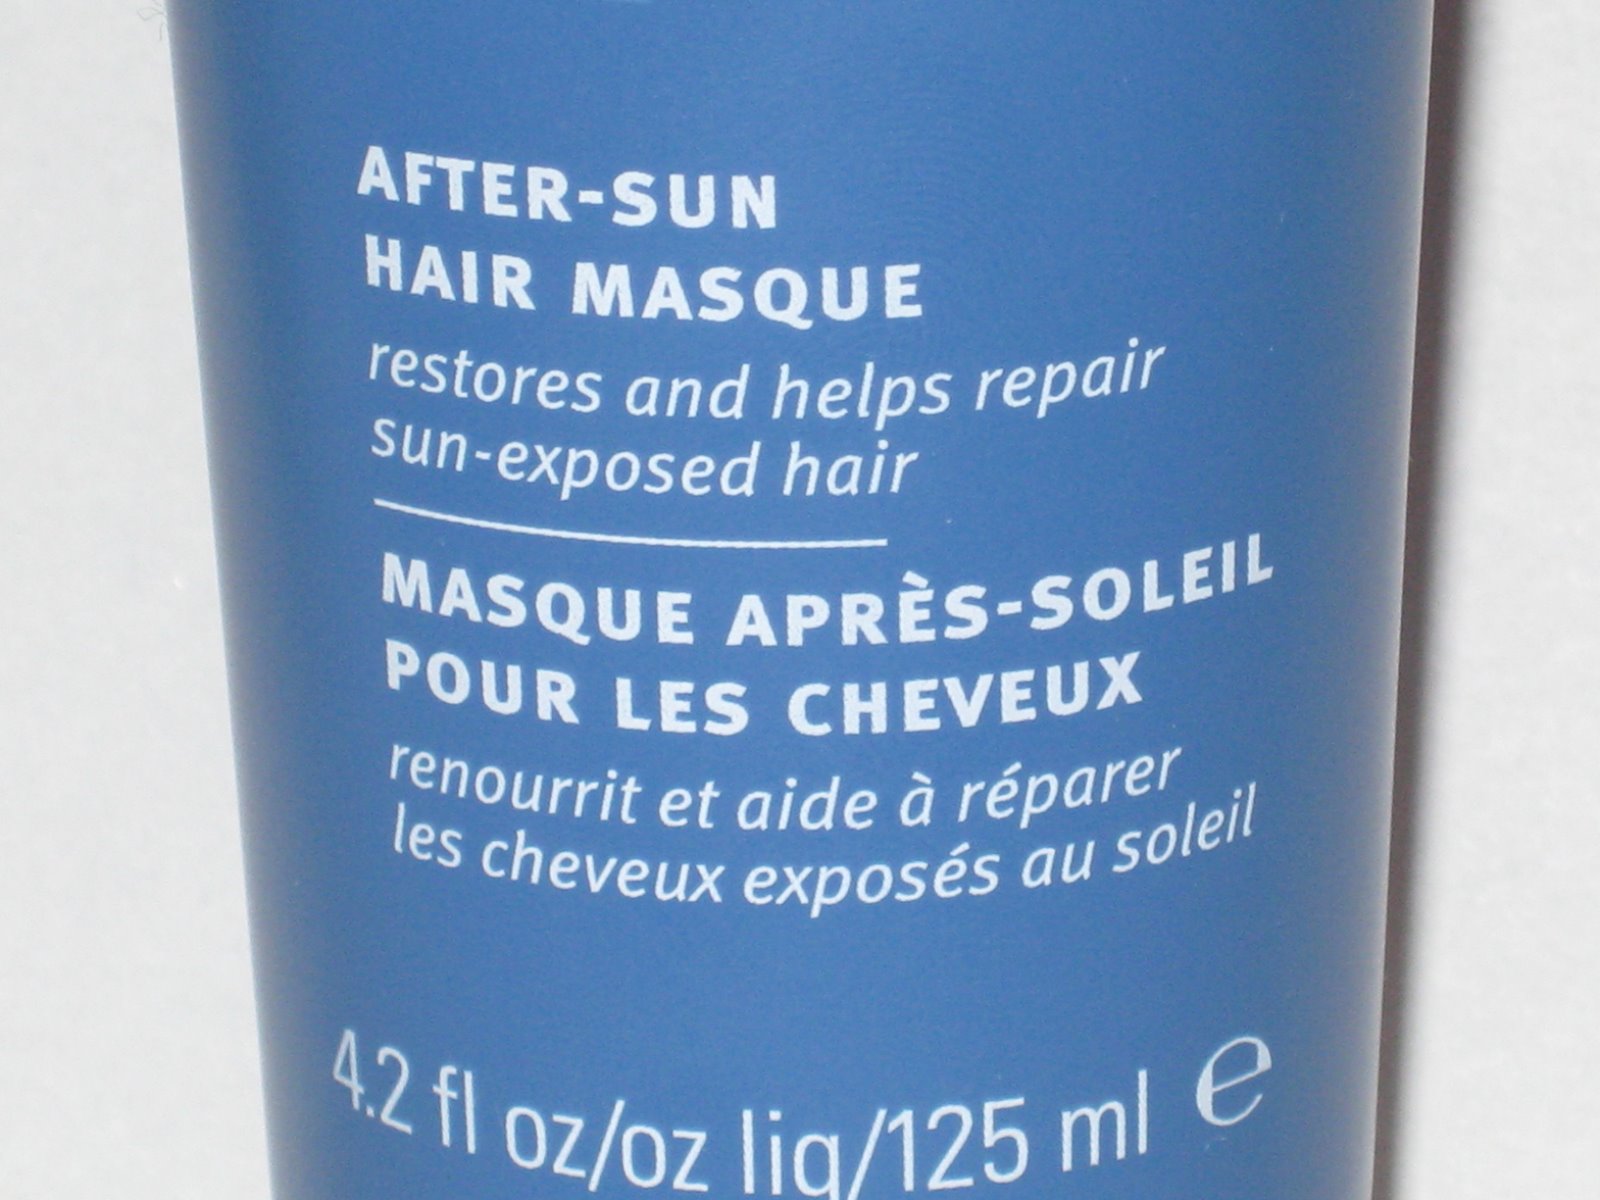 AFTER-SUN
HAIR MASQUE
restores and helps repair
sun-exposed hair
MASQUE APRÈS-SOLEIL
POUR LES CHEVEUX
renourrit et aide à réparer
les cheveux exposés au soleil
4.2 fl oz/oz liq/125 ml e